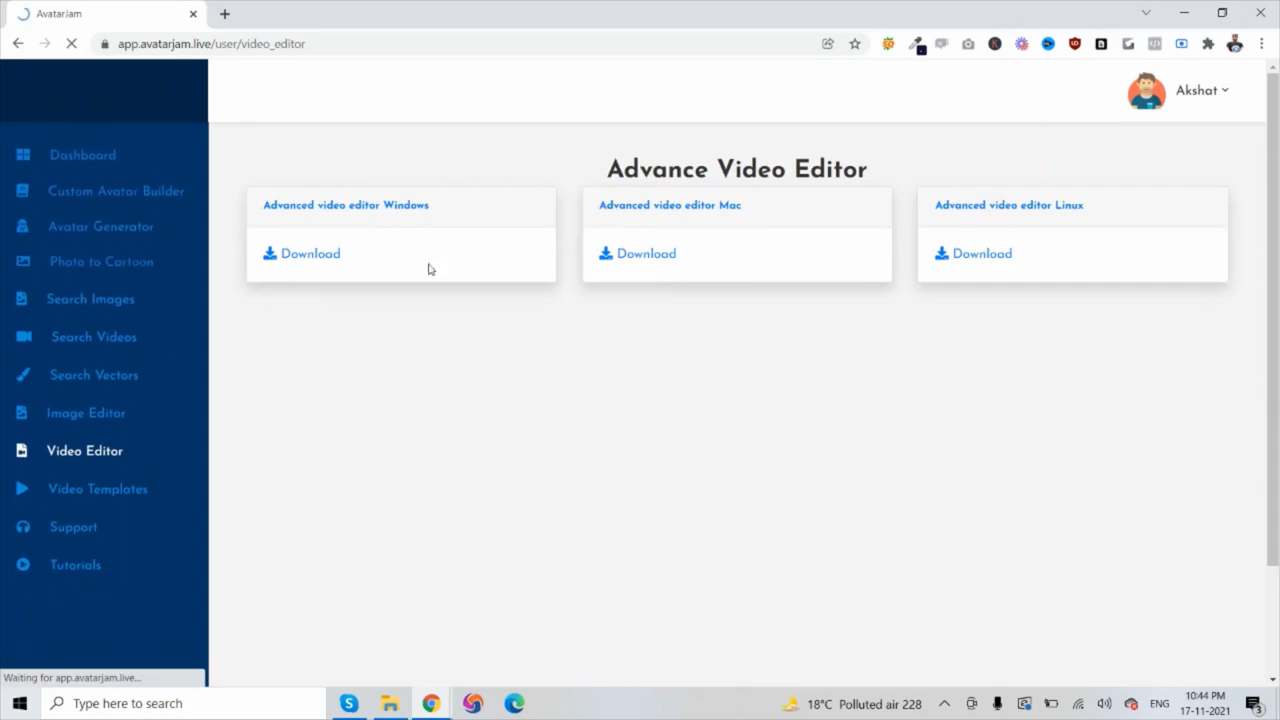 AvatarJam
app.avatarjam.live/user/video_editor
Akshat
Dashboard
Custom Avatar Builder
Avatar Generator
Photo to Cartoon
Search Images
Search Videos
Search Vectors
Image Editor
Video Editor
Video Templates
Support
Tutorials
Advance Video Editor
Advanced video editor Windows
Download
Advanced video editor Mac
Download
Advanced video editor Linux
Download
Waiting for app.avatarjam.live...
Type here to search
18°C Polluted air 228
ENG
10:44 PM
17-11-2021
3